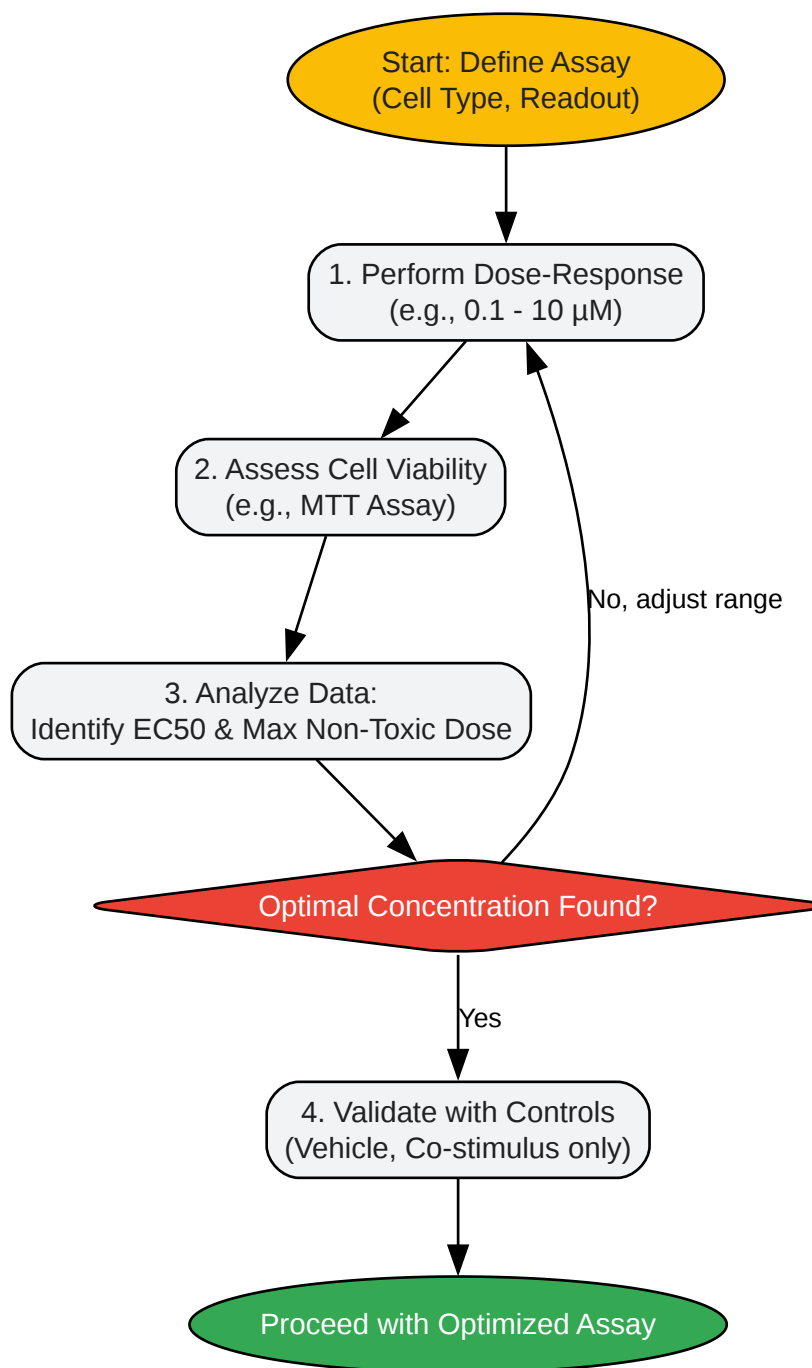 Start: Define Assay
(Cell Type, Readout)
1. Perform Dose-Response
(e.g., 0.1 - 10 µM)
2. Assess Cell Viability
(e.g., MTT Assay)
No, adjust range
3. Analyze Data:
Identify EC50 & Max Non-Toxic Dose
Optimal Concentration Found?
Yes
4. Validate with Controls
(Vehicle, Co-stimulus only)
Proceed with Optimized Assay